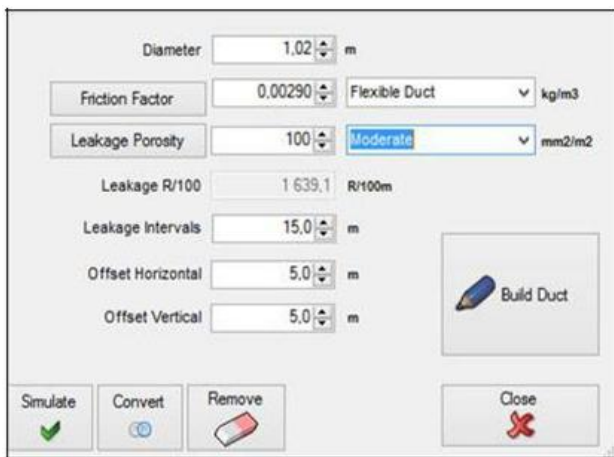 Diameter 1,02 m
Friction Factor 0,00290 Flexible Duct kg/m3
Leakage Porosity 100 Moderate mm2/m2
Leakage R/100 1 639,1 R/100m
Leakage Intervals 15,0 m
Offset Horizontal 5,0 m
Offset Vertical 5,0 m
Build Duct
Simulate Convert Remove Close